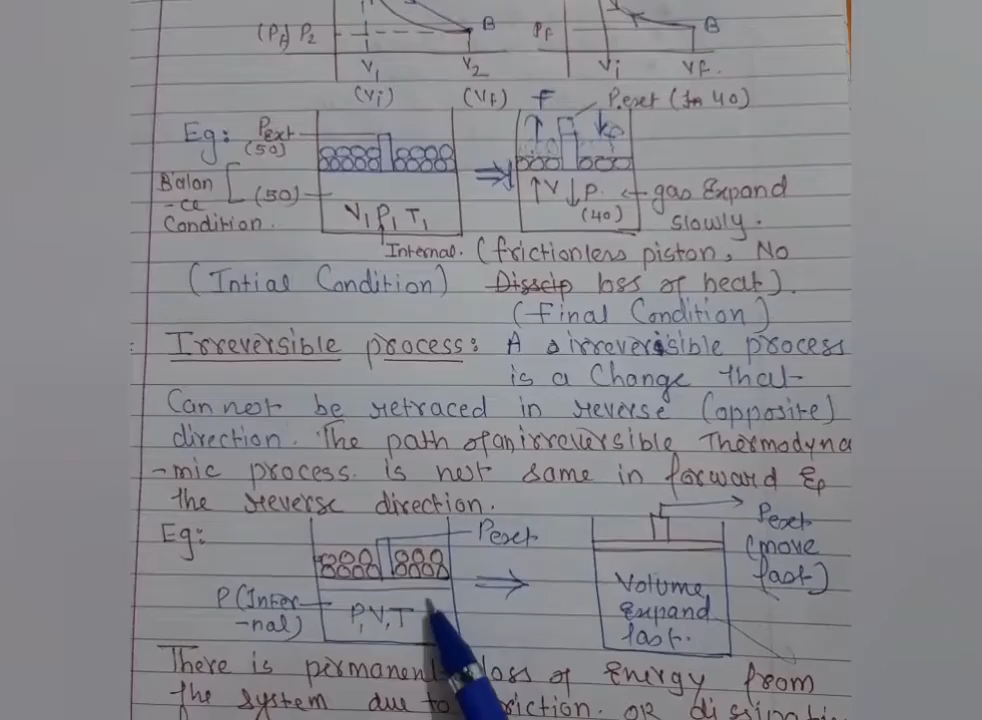 (Pf) P2 B Pf B
V1 V2 Vi VF.
(Vi) (VF) F Pext (In 40)
Eg: Pext
(50)
Balan (50)
-ce
Condition.
V1 P1 T1
↑V ↓P. ← gas Expand
(40) slowly.
Internal. (frictionless piston, No
(Intial Condition) loss of heat).
(Final Condition)
Irreversible process: A irreversible process
is a Change that
Cannot be retraced in reverse (opposite)
direction. The path of an irreversible Thermodyna
-mic process. is not same in forward &
the reverse direction.
Eg: Pext Pext
(move
fast)
P(Inter
-nal) P,V,T
Volume,
Expand
fast.
There is permanent loss of Energy from
the system due to OR